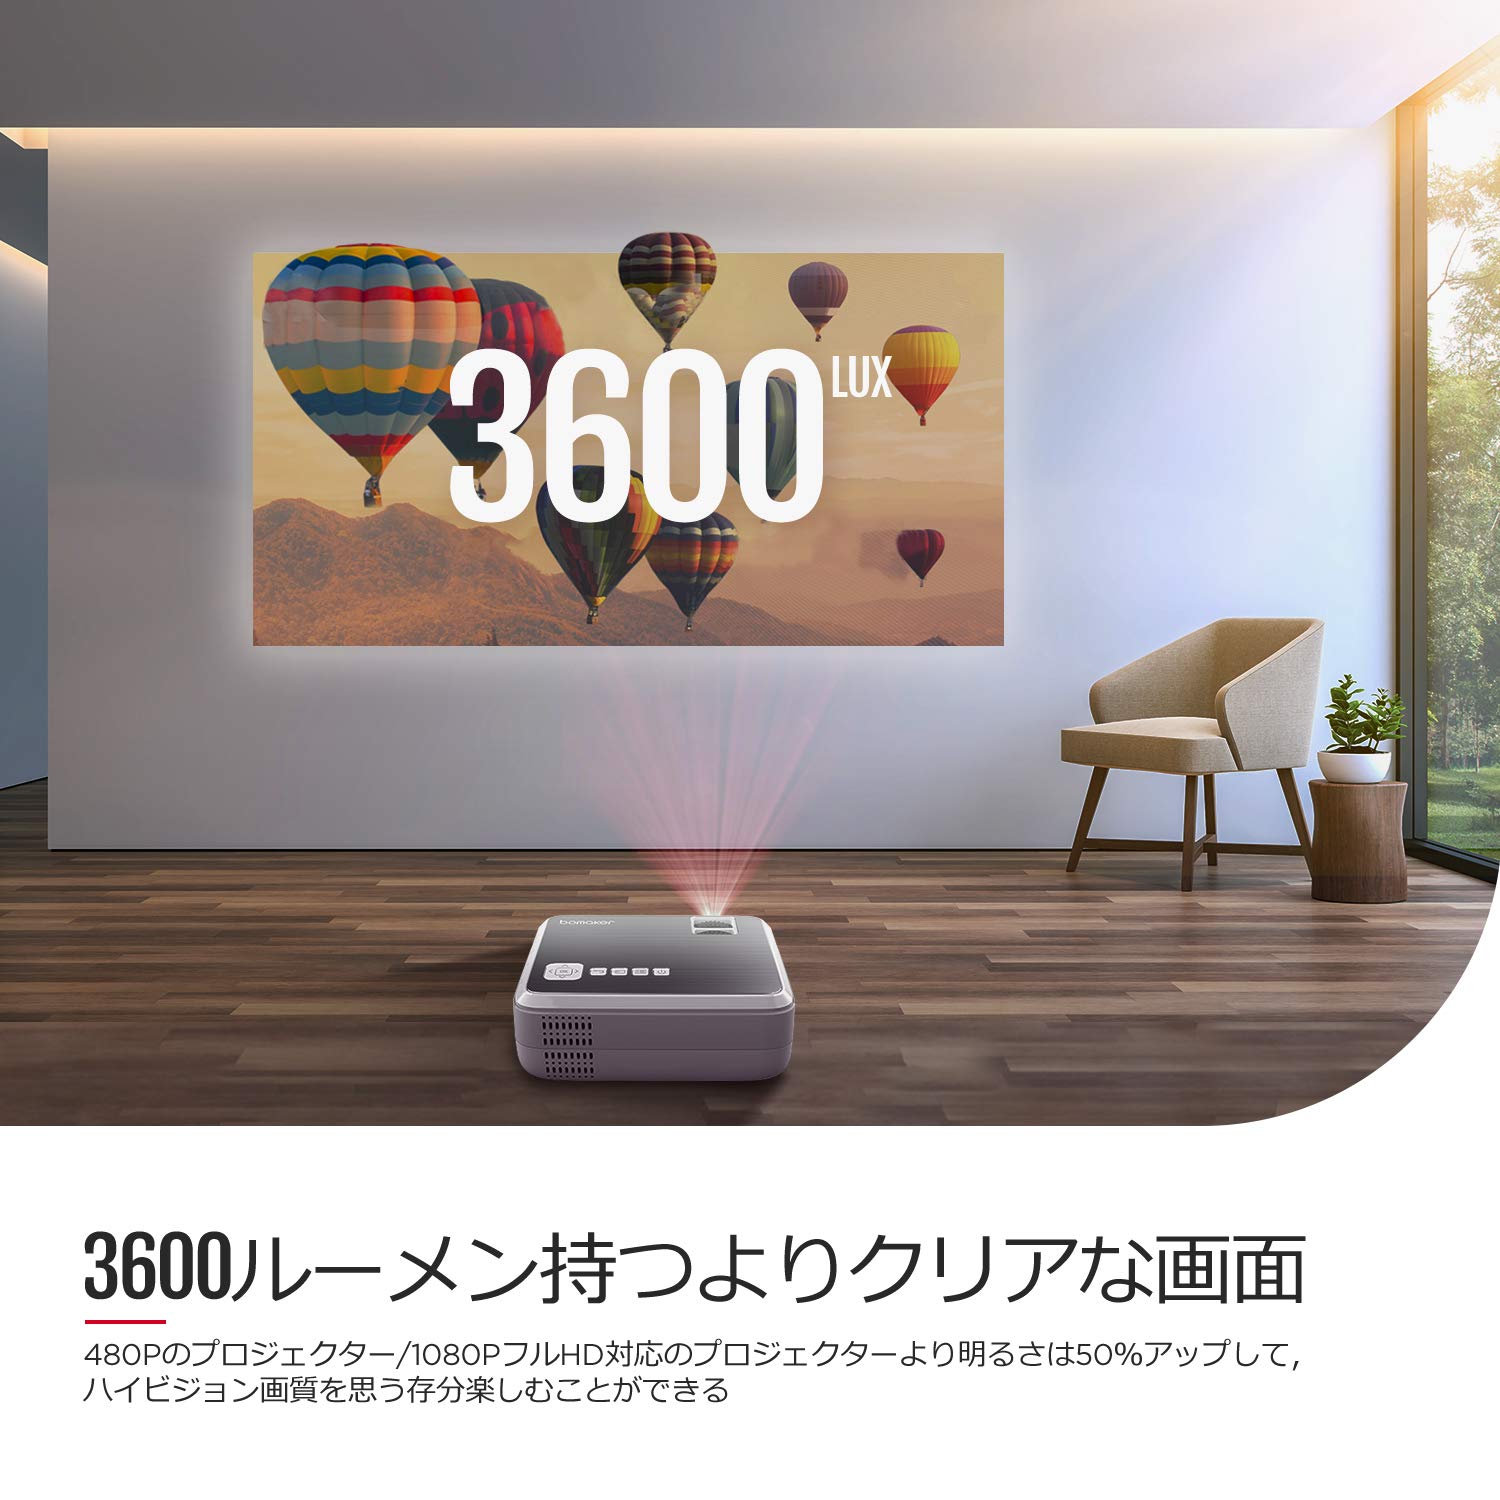 3600 LUX
bomaker
3600ルーメン持つよりクリアな画面
480Pのプロジェクター/1080PフルHD対応のプロジェクターより明るさは50%アップして,
ハイビジョン画質を思う存分楽しむことができる